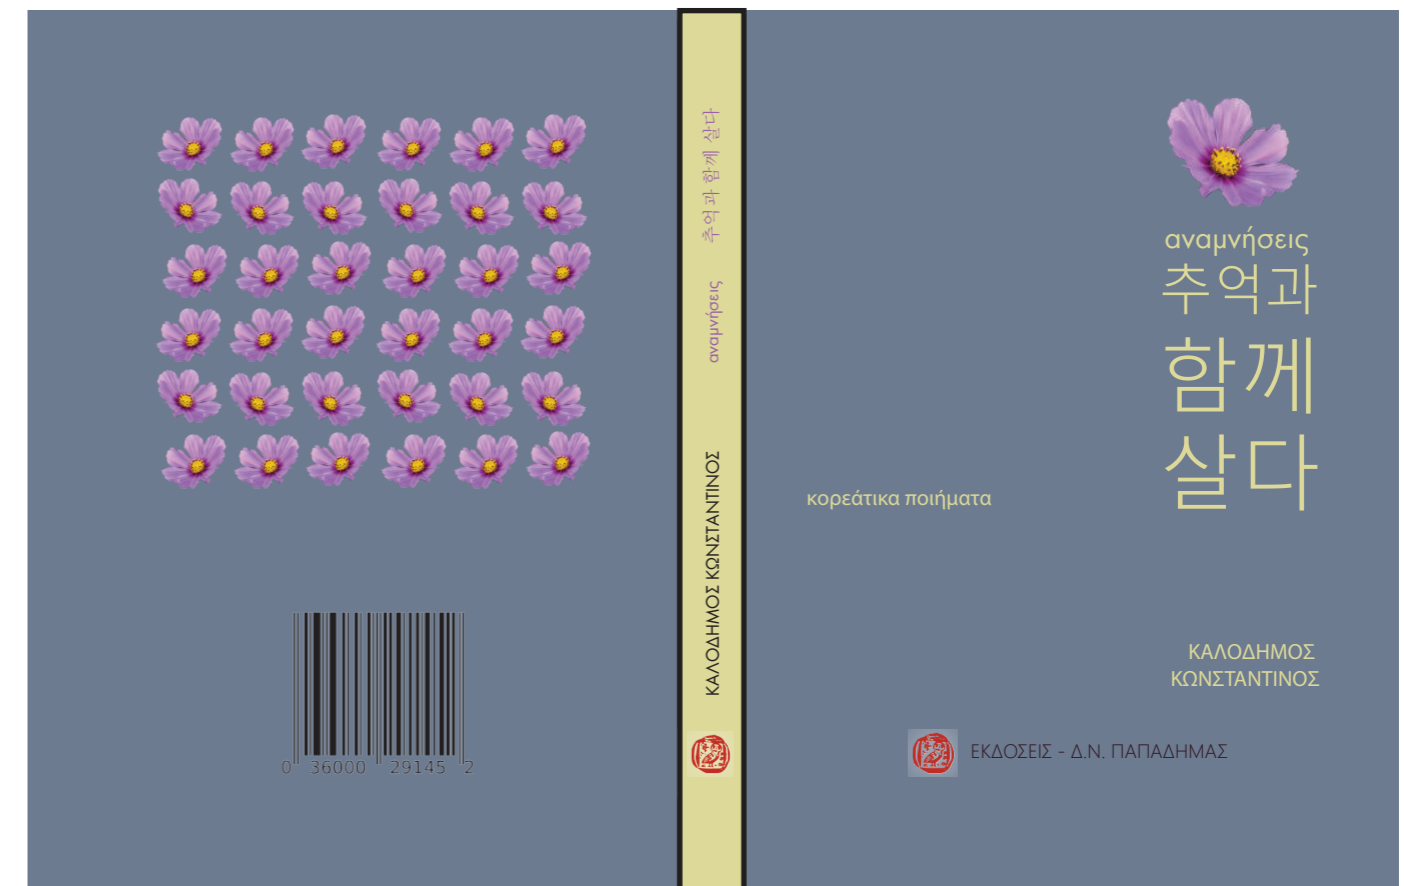 0 36000 29145 2
추억과 함께 살다
αναμνήσεις
ΚΑΛΟΔΗΜΟΣ ΚΩΝΣΤΑΝΤΙΝΟΣ
αναμνήσεις
추억과
함께
살다
κορεάτικα ποιήματα
ΚΑΛΟΔΗΜΟΣ
ΚΩΝΣΤΑΝΤΙΝΟΣ
ΕΚΔΟΣΕΙΣ - Δ.Ν. ΠΑΠΑΔΗΜΑΣ